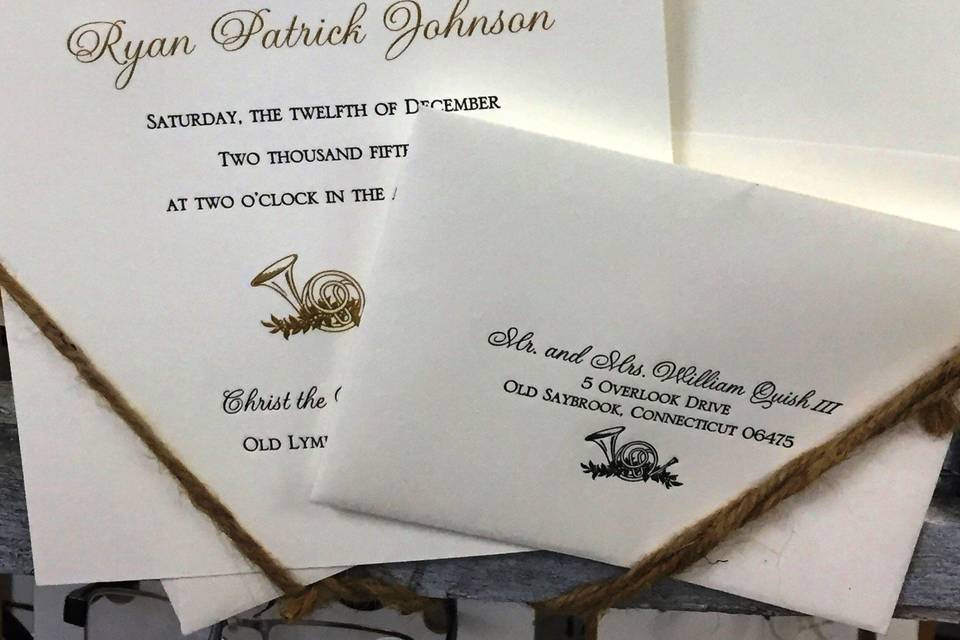 Ryan Patrick Johnson
SATURDAY, THE TWELFTH OF DECEMBER
TWO THOUSAND
AT TWO O'CLOCK IN THE
Christ the
OLD
Mr. and Mrs. William Quish III
5 OVERLOOK DRIVE
OLD SAYBROOK, CONNECTICUT 06475